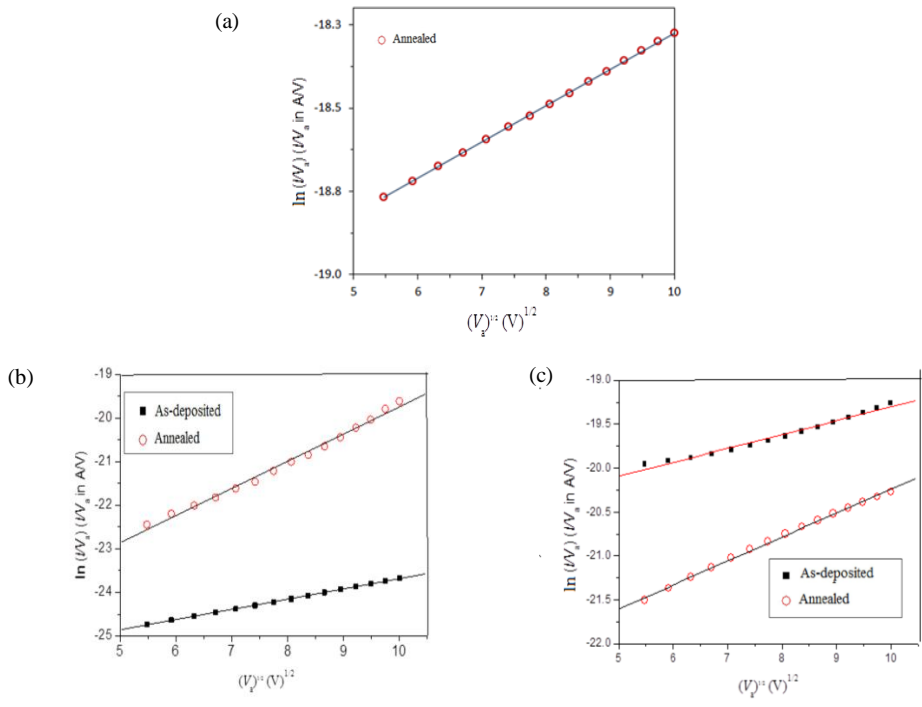 (a)
-18.3
-18.5
-18.8
-19.0
Annealed
ln (I/Vₐ) (I/Vₐ in A/V)
5 6 7 8 9 10
(Vₐ)¹/² (V)¹/²
(b)
-19
-20
-21
-22
-23
-24
-25
As-deposited
Annealed
ln (I/Vₐ) (I/Vₐ in A/V)
5 6 7 8 9 10
(Vₐ)¹/² (V)¹/²
(c)
-19.0
-19.5
-20.0
-20.5
-21.0
-21.5
-22.0
As-deposited
Annealed
ln (I/Vₐ) (I/Vₐ in A/V)
5 6 7 8 9 10
(Vₐ)¹/² (V)¹/²